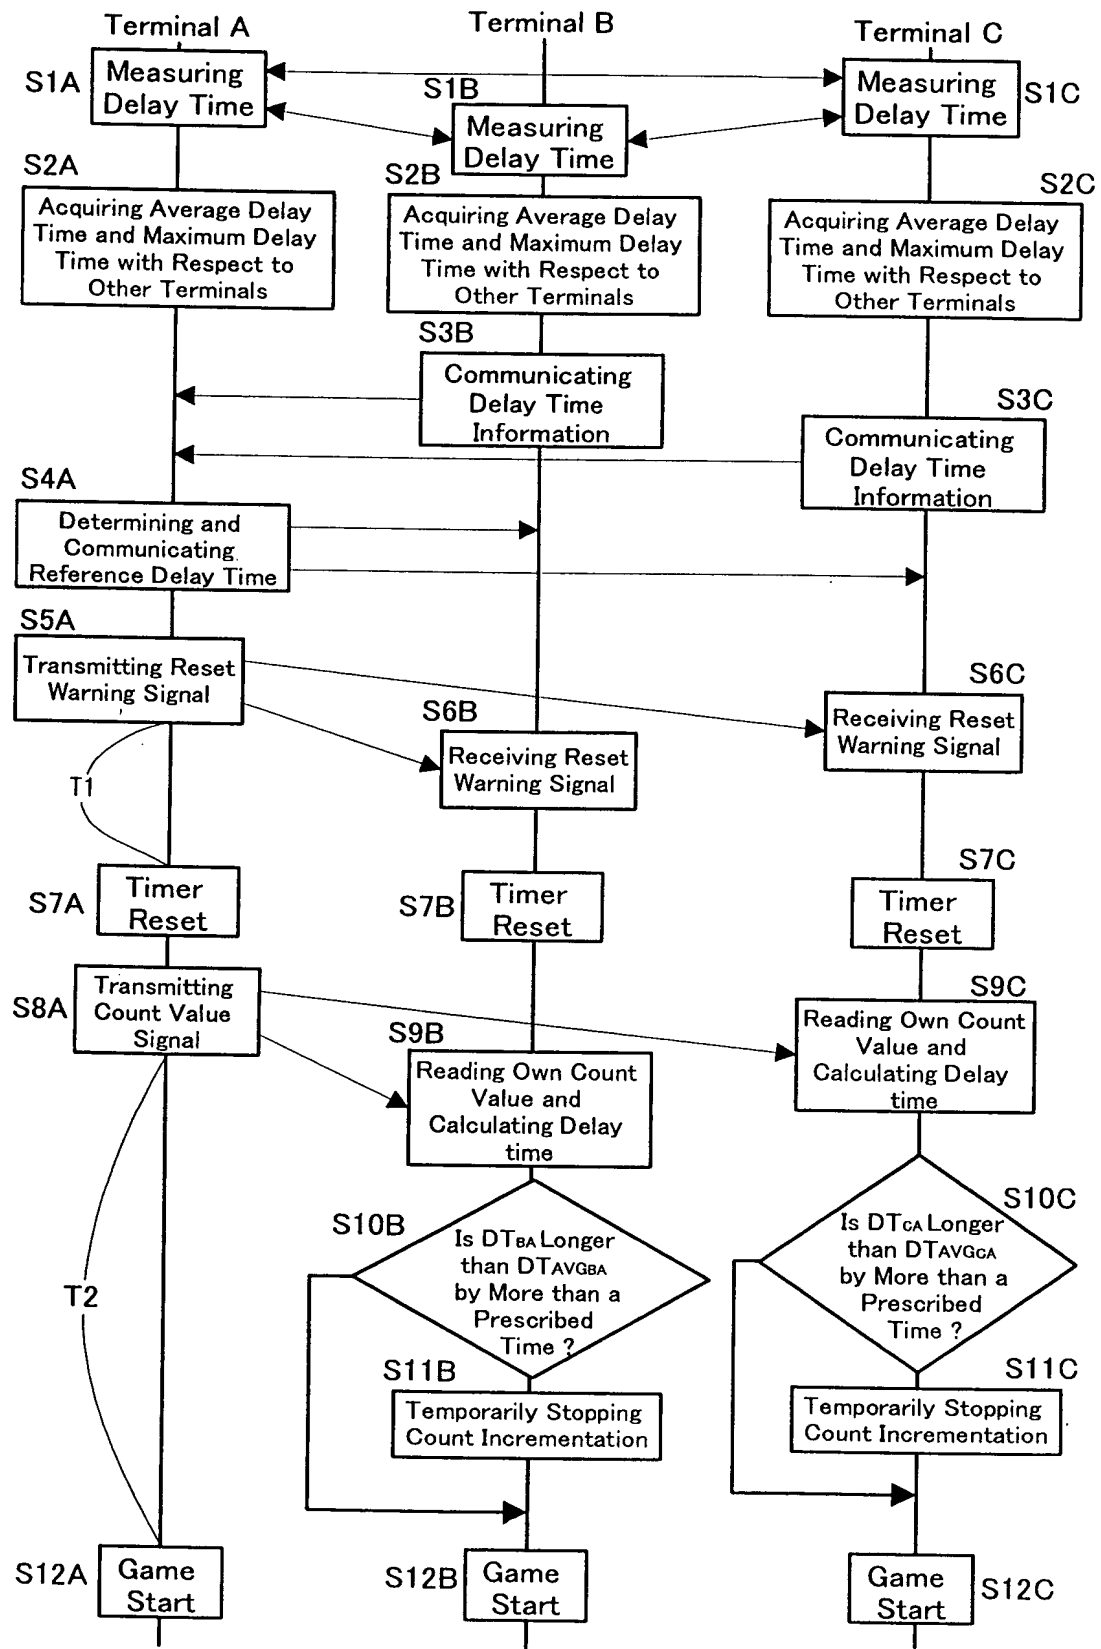 Terminal A
Terminal B
Terminal C
S1A
Measuring
Delay Time
S1B
Measuring
Delay Time
Measuring
Delay Time
S1C
S2A
Acquiring Average Delay
Time and Maximum Delay
Time with Respect to
Other Terminals
S2B
Acquiring Average Delay
Time and Maximum Delay
Time with Respect to
Other Terminals
S2C
Acquiring Average Delay
Time and Maximum Delay
Time with Respect to
Other Terminals
S3B
Communicating
Delay Time
Information
S3C
Communicating
Delay Time
Information
S4A
Determining and
Communicating
Reference Delay Time
S5A
Transmitting Reset
Warning Signal
S6B
Receiving Reset
Warning Signal
S6C
Receiving Reset
Warning Signal
T1
S7A
Timer
Reset
S7B
Timer
Reset
S7C
Timer
Reset
S8A
Transmitting
Count Value
Signal
S9B
Reading Own Count
Value and
Calculating Delay
time
S9C
Reading Own Count
Value and
Calculating Delay
time
T2
S10B
Is DTBA Longer
than DTAVGBA
by More than a
Prescribed
Time ?
S10C
Is DTCA Longer
than DTAVGCA
by More than a
Prescribed
Time ?
S11B
Temporarily Stopping
Count Incrementation
S11C
Temporarily Stopping
Count Incrementation
S12A
Game
Start
S12B
Game
Start
Game
Start
S12C